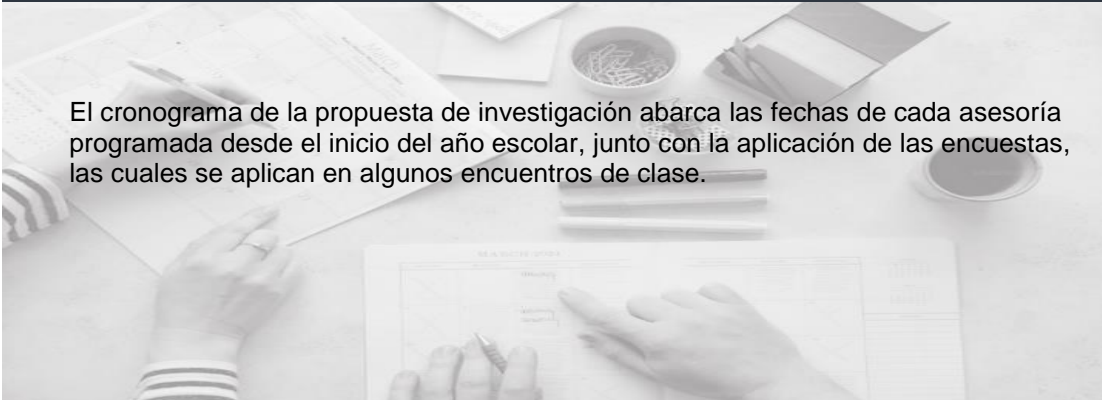 El cronograma de la propuesta de investigación abarca las fechas de cada asesoría
programada desde el inicio del año escolar, junto con la aplicación de las encuestas,
las cuales se aplican en algunos encuentros de clase.